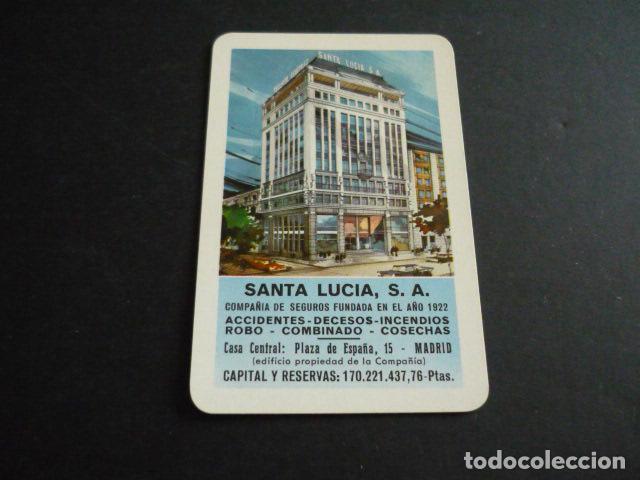 SANTA LUCIA, S. A.
SANTA LUCIA, S. A.
COMPAÑIA DE SEGUROS FUNDADA EN EL AÑO 1922
ACCIDENTES-DECESOS-INCENDIOS
ROBO - COMBINADO - COSECHAS
Casa Central: Plaza de España, 15 - MADRID
(edificio propiedad de la Compañía)
CAPITAL Y RESERVAS: 170.221.437,76-Ptas.
todocoleccion